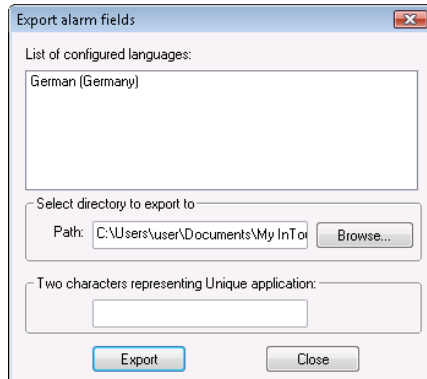 Export alarm fields
List of configured languages:
German (Germany)
Select directory to export to
Path: C:\Users\user\Documents\My InTou Browse...
Two characters representing Unique application:
Export Close